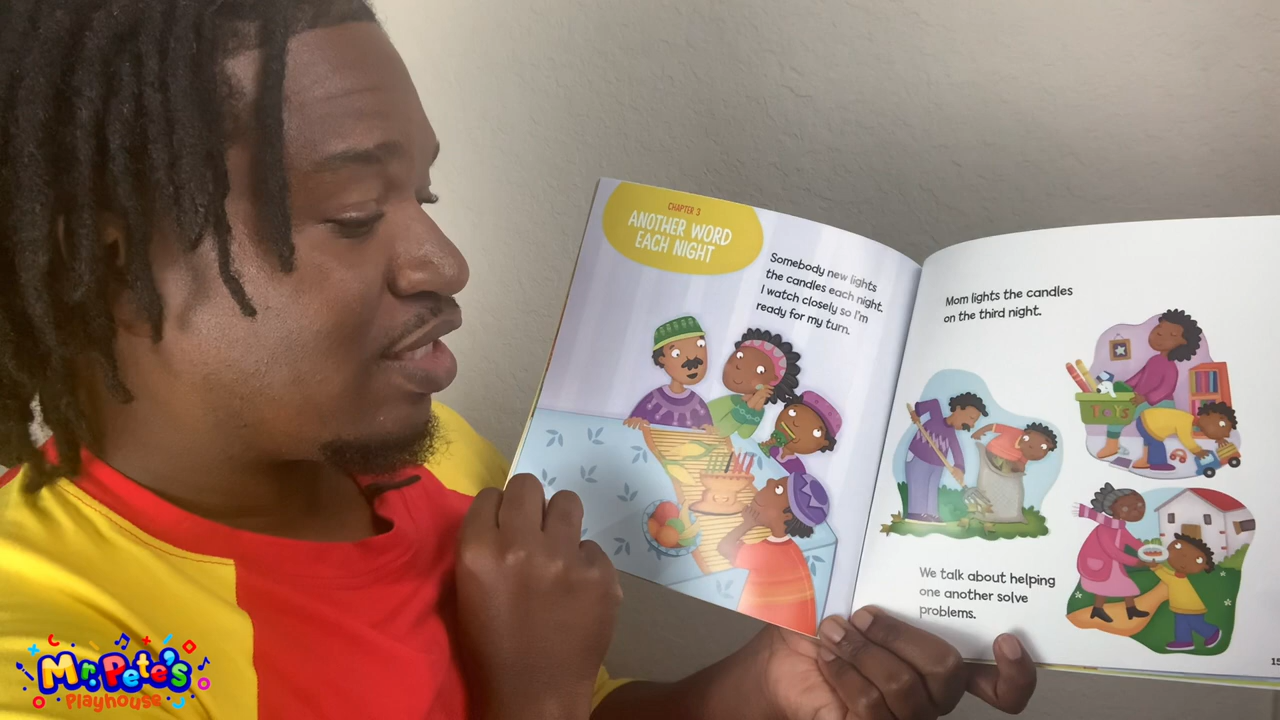 CHAPTER 3
ANOTHER WORD
EACH NIGHT
Somebody new lights
the candles each night.
I watch closely so I'm
ready for my turn.
Mom lights the candles
on the third night.
TOYS
We talk about helping
one another solve
problems.
15
Mr. Pete's
Playhouse